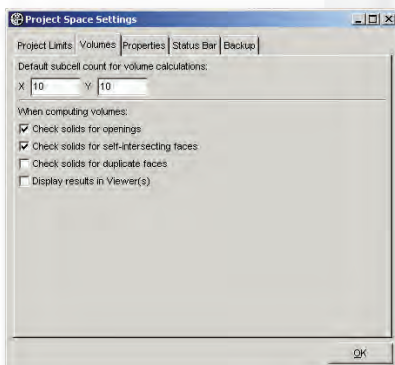 Project Space Settings
Project Limits Volumes Properties Status Bar Backup
Default subcell count for volume calculations:
X 10 Y 10
When computing volumes:
Check solids for openings
Check solids for self-intersecting faces
Check solids for duplicate faces
Display results in Viewer(s)
OK